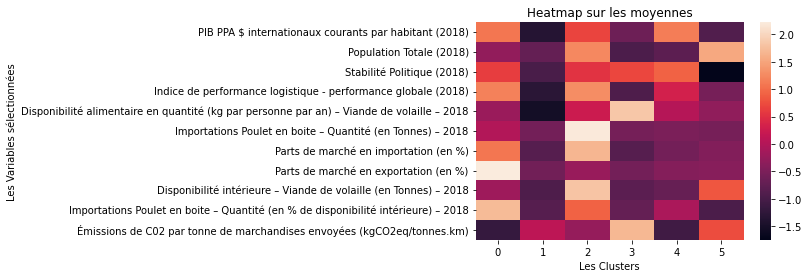 Heatmap sur les moyennes
PIB PPA $ internationaux courants par habitant (2018)
Population Totale (2018)
Stabilité Politique (2018)
Indice de performance logistique - performance globale (2018)
Disponibilité alimentaire en quantité (kg par personne par an) – Viande de volaille – 2018
Importations Poulet en boite – Quantité (en Tonnes) – 2018
Parts de marché en importation (en %)
Parts de marché en exportation (en %)
Disponibilité intérieure – Viande de volaille (en Tonnes) – 2018
Importations Poulet en boite – Quantité (en % de disponibilité intérieure) – 2018
Émissions de C02 par tonne de marchandises envoyées (kgCO2eq/tonnes.km)
Les Variables sélectionnées
0 1 2 3 4 5
Les Clusters
2.0
1.5
1.0
0.5
0.0
−0.5
−1.0
−1.5